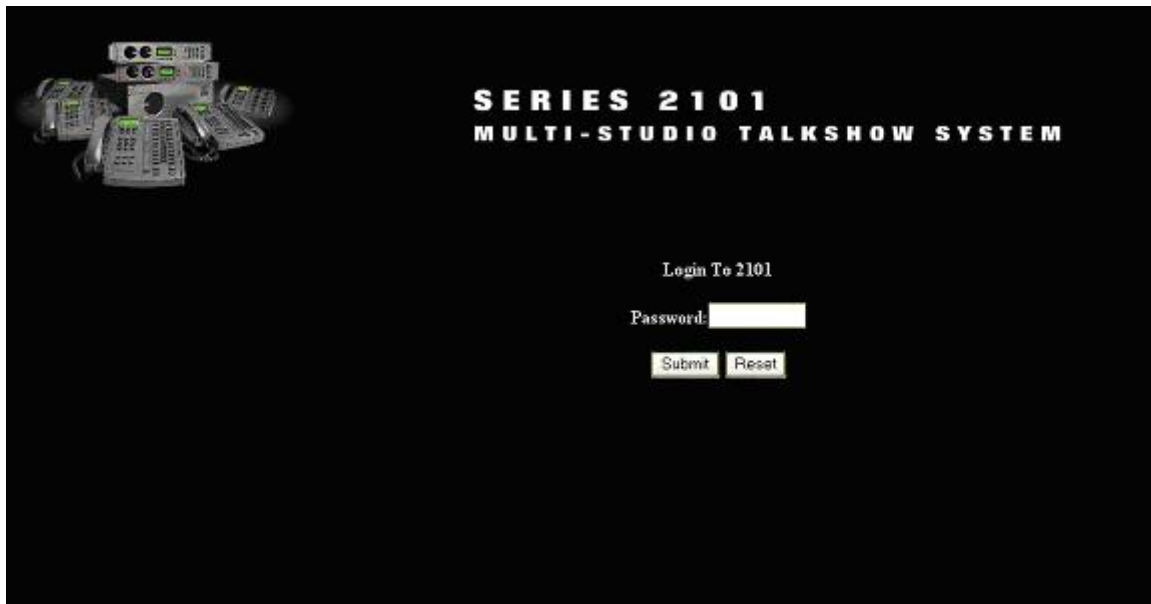 SERIES 2101
MULTI-STUDIO TALKSHOW SYSTEM
Login To 2101
Password:
Submit Reset